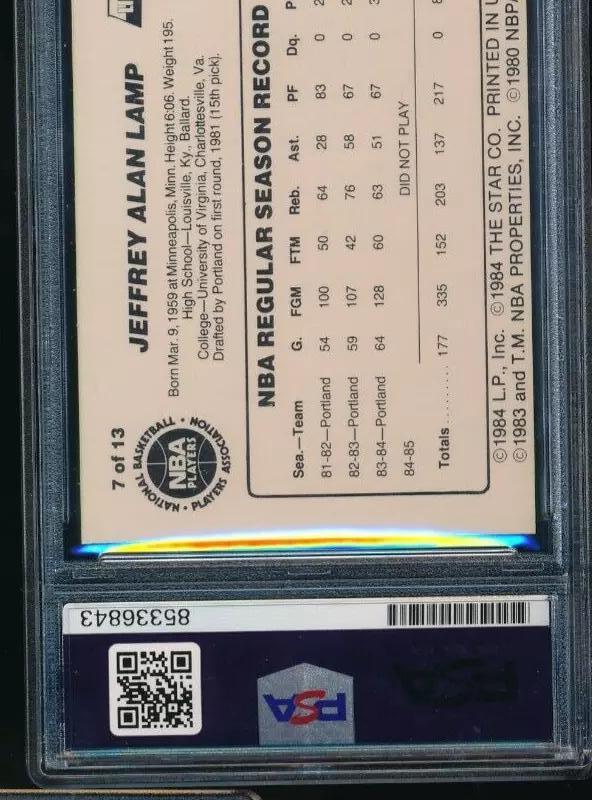 7 of 13
NATIONAL BASKETBALL •
NBA
PLAYERS
• PLAYERS ASSOCIATION
JEFFREY ALAN LAMP
Born Mar. 9, 1959 at Minneapolis, Minn. Height 6:06. Weight 195.
High School—Louisville, Ky., Ballard.
College—University of Virginia, Charlottesville, Va.
Drafted by Portland on first round, 1981 (15th pick).
NBA REGULAR SEASON RECORD
Sea.—Team G. FGM FTM Reb. Ast. PF Dq.
81-82—Portland 54 100 50 64 28 83 0
82-83—Portland 59 107 42 76 58 67 0
83-84—Portland 64 128 60 63 51 67 0
84-85 DID NOT PLAY
Totals ......... 177 335 152 203 137 217 0
©1984 L.P., Inc. ©1984 THE STAR CO. PRINTED IN
©1983 and T.M. NBA PROPERTIES, INC. ©1980 NBPA
85336843
PSA
PSA